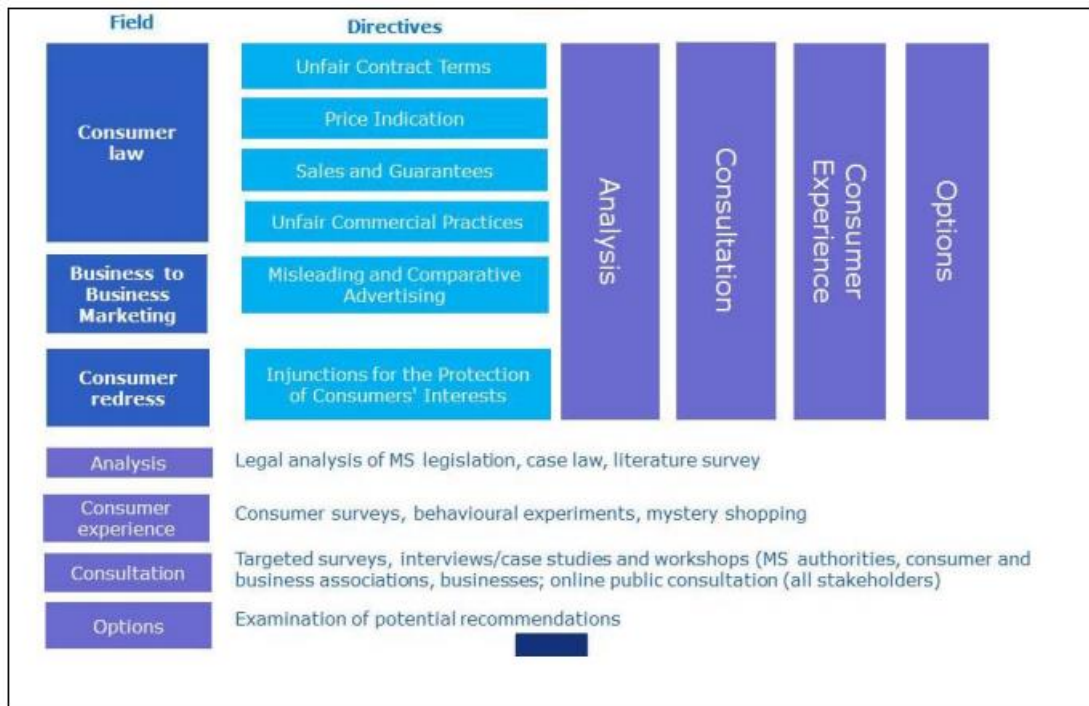 Field
Directives
Consumer
law
Unfair Contract Terms
Price Indication
Sales and Guarantees
Unfair Commercial Practices
Business to
Business
Marketing
Misleading and Comparative
Advertising
Consumer
redress
Injunctions for the Protection
of Consumers' Interests
Analysis
Consultation
Consumer
Experience
Options
Analysis
Legal analysis of MS legislation, case law, literature survey
Consumer
experience
Consumer surveys, behavioural experiments, mystery shopping
Consultation
Targeted surveys, interviews/case studies and workshops (MS authorities, consumer and
business associations, businesses; online public consultation (all stakeholders)
Options
Examination of potential recommendations